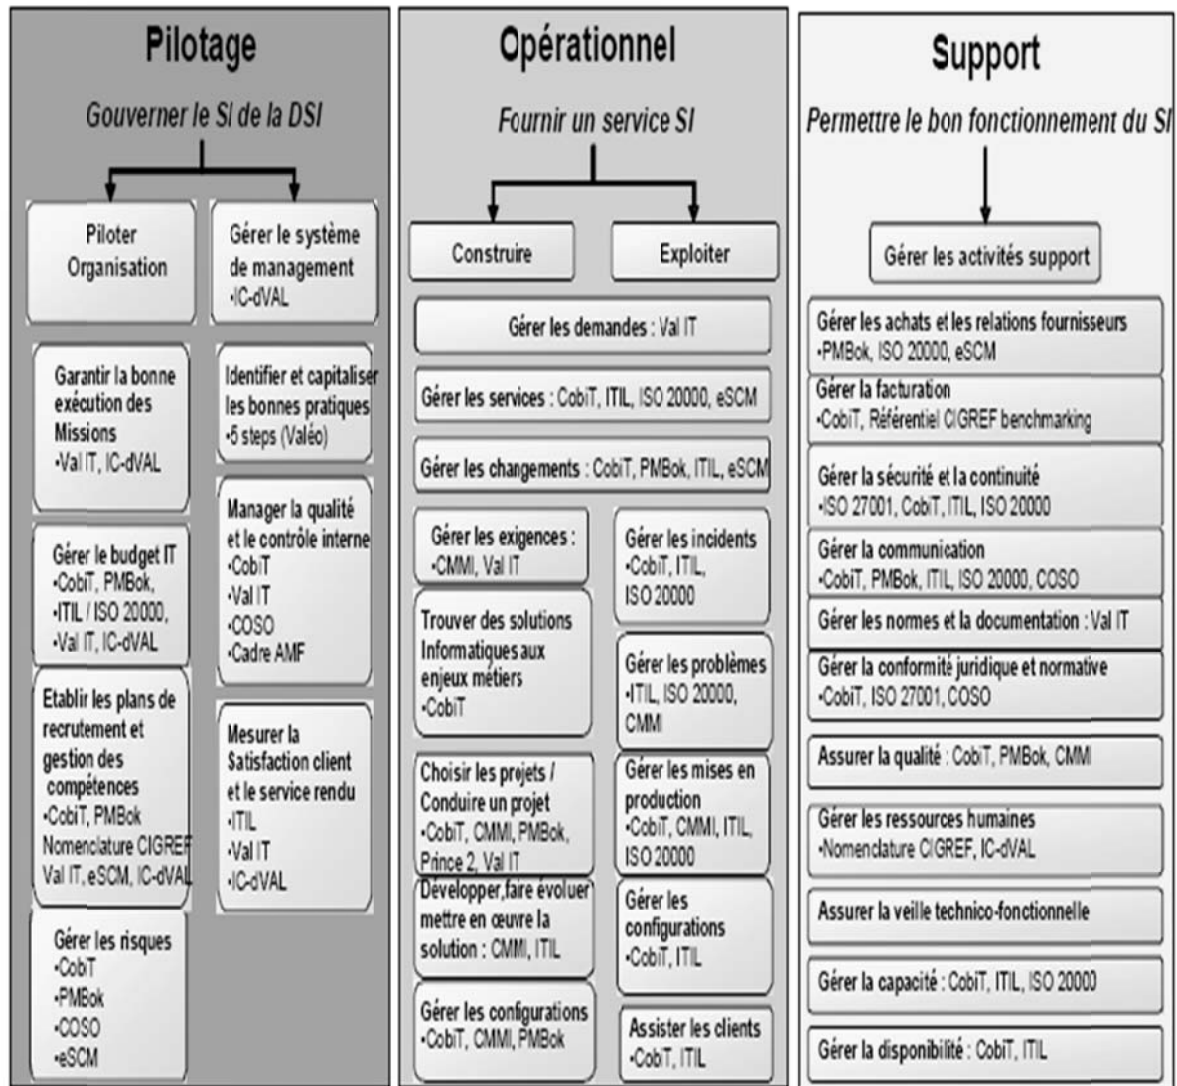 Pilotage
Gouverner le SI de la DSI
Piloter
Organisation
Gérer le système
de management
•IC-dVAL
Garantir la bonne
exécution des
Missions
•Val IT, IC-dVAL
Identifier et capitaliser
les bonnes pratiques
•5 steps (Valéo)
Gérer le budget IT
•CobiT, PMBok,
•ITIL / ISO 20000,
•Val IT, IC-dVAL
Manager la qualité
et le contrôle interne
•CobiT
•Val IT
•COSO
•Cadre AMF
Etablir les plans de
recrutement et
gestion des
compétences
•CobiT, PMBok
Nomenclature CIGREF
Val IT, eSCM, IC-dVAL
Mesurer la
Satisfaction client
et le service rendu
•ITIL
•Val IT
•IC-dVAL
Gérer les risques
•CobiT
•PMBok
•COSO
•eSCM
Opérationnel
Fournir un service SI
Construire
Exploiter
Gérer les demandes : Val IT
Gérer les services : CobiT, ITIL, ISO 20000, eSCM
Gérer les changements : CobiT, PMBok, ITIL, eSCM
Gérer les exigences :
•CMMI, Val IT
Trouver des solutions
Informatiques aux
enjeux métiers
•CobiT
Choisir les projets /
Conduire un projet
•CobiT, CMMI, PMBok,
Prince 2, Val IT
Développer,faire évoluer
mettre en œuvre la
solution : CMMI, ITIL
Gérer les configurations
•CobiT, CMMI, PMBok
Gérer les incidents
•CobiT, ITIL,
ISO 20000
Gérer les problèmes
•ITIL, ISO 20000,
CMMI
Gérer les mises en
production
•CobiT, CMMI, ITIL,
ISO 20000
Gérer les
configurations
•CobiT, ITIL
Assister les clients
•CobiT, ITIL
Support
Permettre le bon fonctionnement du SI
Gérer les activités support
Gérer les achats et les relations fournisseurs
•PMBok, ISO 20000, eSCM
Gérer la facturation
•CobiT, Référentiel CIGREF benchmarking
Gérer la sécurité et la continuité
•ISO 27001, CobiT, ITIL, ISO 20000
Gérer la communication
•CobiT, PMBok, ITIL, ISO 20000, COSO
Gérer les normes et la documentation : Val IT
Gérer la conformité juridique et normative
•CobiT, ISO 27001, COSO
Assurer la qualité : CobiT, PMBok, CMMI
Gérer les ressources humaines
•Nomenclature CIGREF, IC-dVAL
Assurer la veille technico-fonctionnelle
Gérer la capacité : CobiT, ITIL, ISO 20000
Gérer la disponibilité : CobiT, ITIL